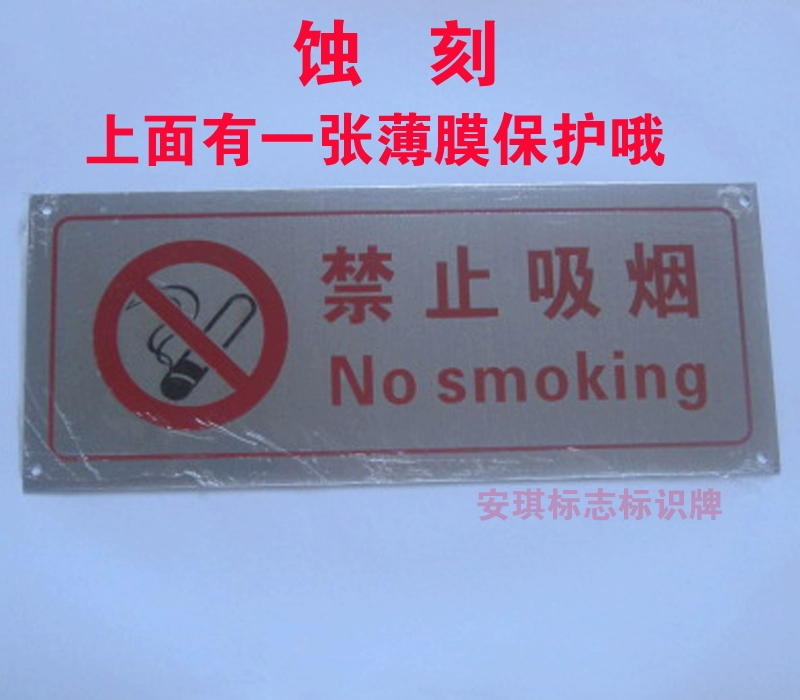 蚀 刻
上面有一张薄膜保护哦
禁止吸烟
No smoking
安琪标志标识牌